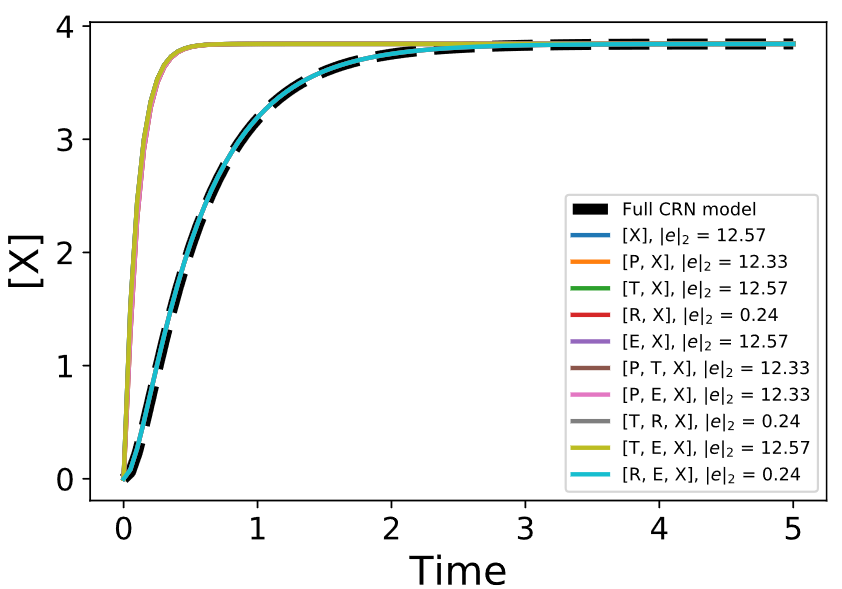 4
3
2
1
0
[X]
Full CRN model
[X], |e|₂ = 12.57
[P, X], |e|₂ = 12.33
[T, X], |e|₂ = 12.57
[R, X], |e|₂ = 0.24
[E, X], |e|₂ = 12.57
[P, T, X], |e|₂ = 12.33
[P, E, X], |e|₂ = 12.33
[T, R, X], |e|₂ = 0.24
[T, E, X], |e|₂ = 12.57
[R, E, X], |e|₂ = 0.24
0 1 2 3 4 5
Time